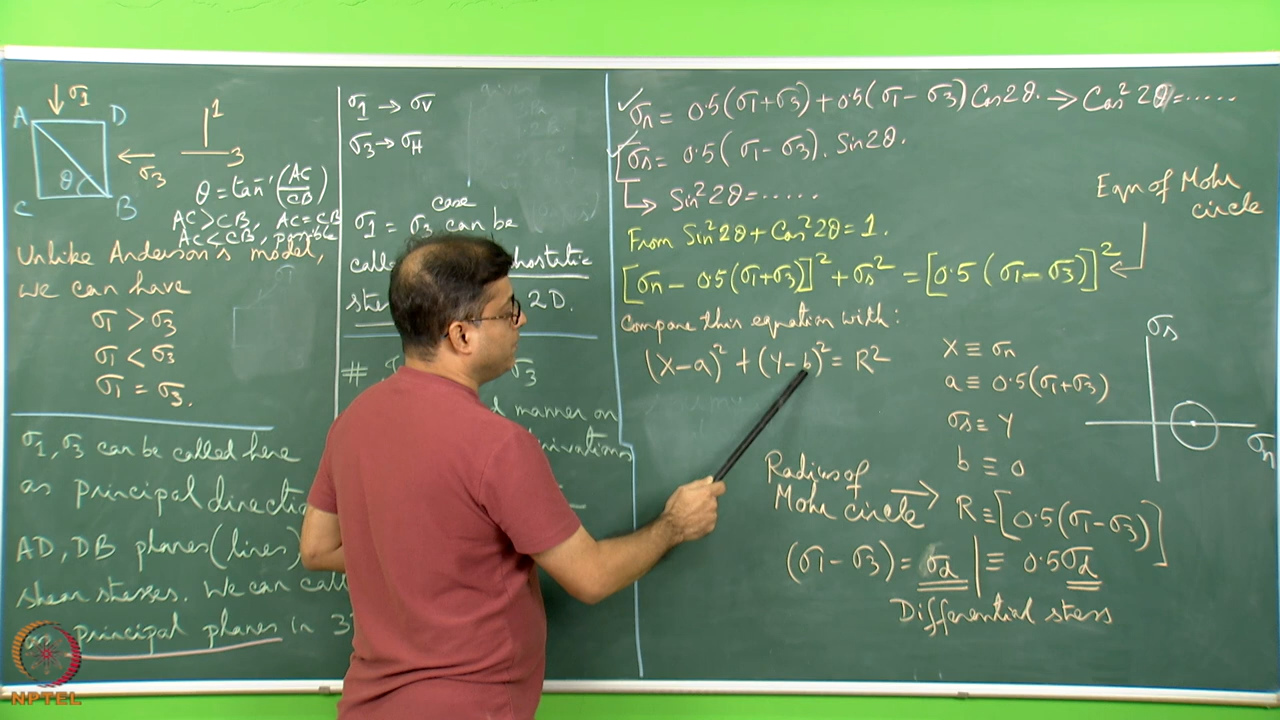 σ1
A
D
C
B
θ
σ3
1
3
θ = tan⁻¹(AC/CB)
AC > CB, AC = CB
AC < CB, possible
Unlike Anderson's model,
we can have
σ1 > σ3
σ1 < σ3
σ1 = σ3.
σ1, σ3 can be called here
as principal directio
AD, DB planes (lines)
shear stresses. We can call
as principal planes in 3
σ1 → σV
σ3 → σH
case
σ1 = σ3 can be
call hostatic
stre 2D.
# σ3
manner on
erivations
✓ σn = 0.5(σ1+σ3) + 0.5(σ1 − σ3) Cos2θ. → Cos² 2θ = .....
✓ σs = 0.5(σ1 − σ3). Sin2θ.
↳ Sin² 2θ = ......
From Sin² 2θ + Cos² 2θ = 1.
Eqn of Mohr
circle
[σn − 0.5(σ1+σ3)]² + σs² = [0.5(σ1 − σ3)]²
Compare this equation with:
(X−a)² + (Y−b)² = R²
X ≡ σn
a ≡ 0.5(σ1+σ3)
σs ≡ Y
b ≡ 0
σs
σn
Radius of
Mohr circle → R ≡ [0.5(σ1 − σ3)]
(σ1 − σ3) = σd | ≡ 0.5σd
Differential stress
NPTEL